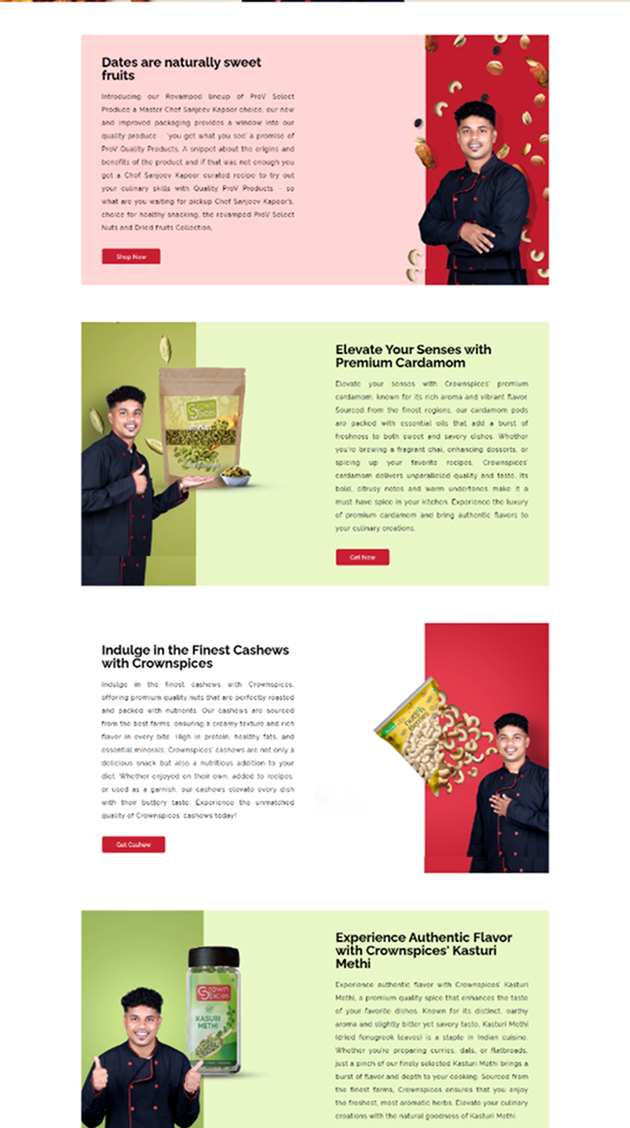 Dates are naturally sweet
fruits
Introducing our Revamped lineup of ProV Select
Produce a Master Chef Sanjeev Kapoor choice, our new
and improved packaging provides a window into our
quality produce - 'you get what you see' a promise of
ProV Quality Products. A snippet about the origins and
benefits of the product and if that was not enough you
get a Chef Sanjeev Kapoor curated recipe to try out
your culinary skills with Quality ProV Products - so
what are you waiting for pickup Chef Sanjeev Kapoor's,
choice for healthy snacking, the revamped ProV Select
Nuts and Dried fruits Collection,
Shop Now
Crown
Spices
Elevate Your Senses with
Premium Cardamom
Elevate your senses with Crownspices' premium
cardamom, known for its rich aroma and vibrant flavor.
Sourced from the finest regions, our cardamom pods
are packed with essential oils that add a burst of
freshness to both sweet and savory dishes. Whether
you're brewing a fragrant chai, enhancing desserts, or
spicing up your favorite recipes, Crownspices'
cardamom delivers unparalleled quality and taste. Its
bold, citrusy notes and warm undertones make it a
must have spice in your kitchen. Experience the luxury
of premium cardamom and bring authentic flavors to
your culinary creations.
Get Now
Indulge in the Finest Cashews
with Crownspices
Indulge in the finest cashews with Crownspices,
offering premium quality nuts that are perfectly roasted
and packed with nutrients. Our cashews are sourced
from the best farms, ensuring a creamy texture and rich
flavor in every bite. High in protein, healthy fats, and
essential minerals, Crownspices' cashews are not only a
delicious snack but also a nutritious addition to your
diet. Whether enjoyed on their own, added to recipes,
or used as a garnish, our cashews elevate every dish
with their buttery taste. Experience the unmatched
quality of Crownspices' cashews today!
Get Cashew
Crown
Spices
KASURI
METHI
Experience Authentic Flavor
with Crownspices' Kasturi
Methi
Experience authentic flavor with Crownspices' Kasturi
Methi, a premium quality spice that enhances the taste
of your favorite dishes. Known for its distinct, earthy
aroma and slightly bitter yet savory taste, Kasturi Methi
(dried fenugreek leaves) is a staple in Indian cuisine.
Whether you're preparing curries, dals, or flatbreads,
just a pinch of our finely selected Kasturi Methi brings a
burst of flavor and depth to your cooking. Sourced from
the finest farms, Crownspices ensures that you enjoy
the freshest, most aromatic herbs. Elevate your culinary
creations with the natural goodness of Kasturi Methi.